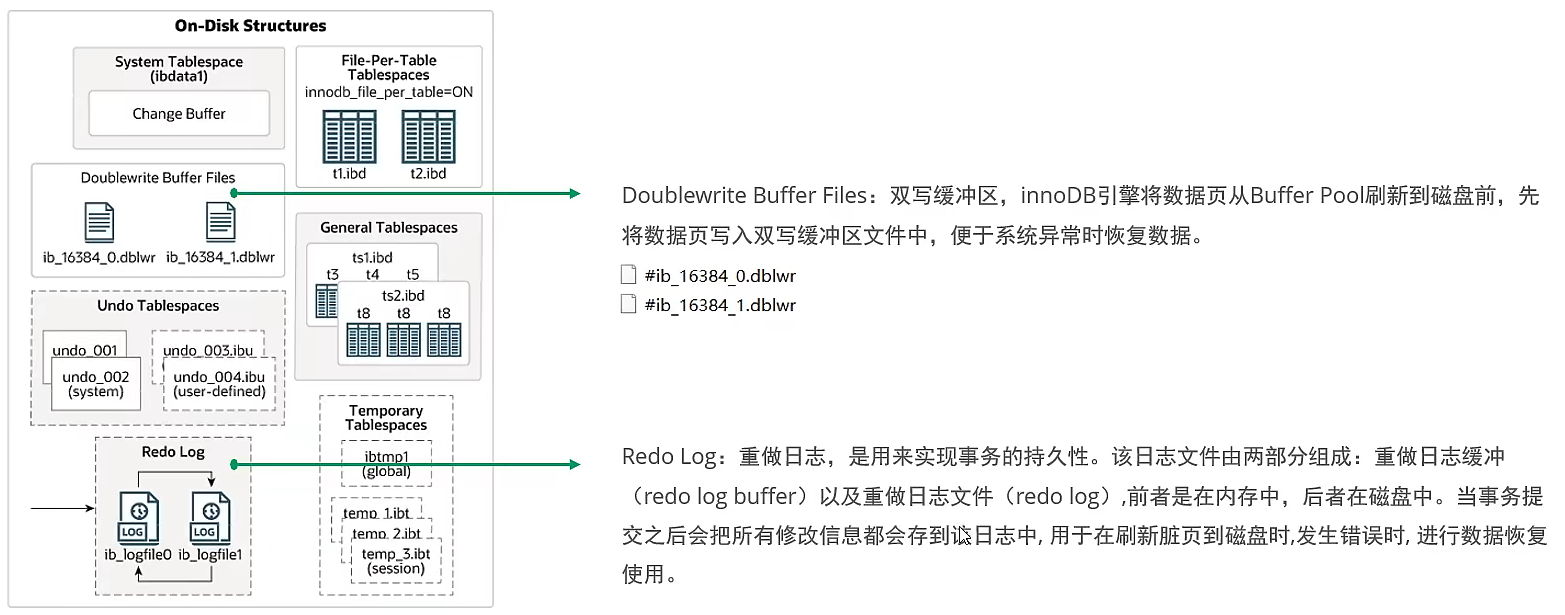 On-Disk Structures
System Tablespace
(ibdata1)
Change Buffer
File-Per-Table
Tablespaces
innodb_file_per_table=ON
t1.ibd
t2.ibd
Doublewrite Buffer Files
ib_16384_0.dblwr
ib_16384_1.dblwr
General Tablespaces
ts1.ibd
t3
t4
t5
ts2.ibd
t8
t8
t8
Undo Tablespaces
undo_001
undo_002
(system)
undo_003.ibu
undo_004.ibu
(user-defined)
Temporary
Tablespaces
ibtmp1
(global)
temp_1.ibt
temp_2.ibt
temp_3.ibt
(session)
Redo Log
LOG
LOG
ib_logfile0
ib_logfile1
Doublewrite Buffer Files：双写缓冲区，innoDB引擎将数据页从Buffer Pool刷新到磁盘前，先
将数据页写入双写缓冲区文件中，便于系统异常时恢复数据。
#ib_16384_0.dblwr
#ib_16384_1.dblwr
Redo Log：重做日志，是用来实现事务的持久性。该日志文件由两部分组成：重做日志缓冲
（redo log buffer）以及重做日志文件（redo log）,前者是在内存中，后者在磁盘中。当事务提
交之后会把所有修改信息都会存到该日志中, 用于在刷新脏页到磁盘时,发生错误时, 进行数据恢复
使用。